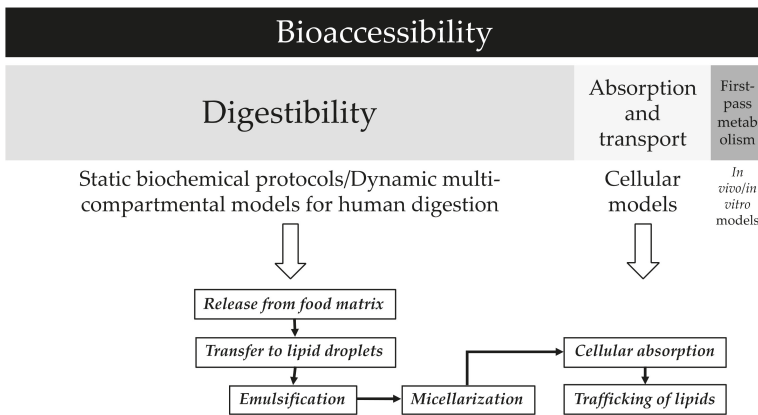 Bioaccessibility
Digestibility
Absorption
and
transport
First-
pass
metab
olism
Static biochemical protocols/Dynamic multi-
compartmental models for human digestion
Cellular
models
In
vivo/in
vitro
models
Release from food matrix
Transfer to lipid droplets
Emulsification
Micellarization
Cellular absorption
Trafficking of lipids